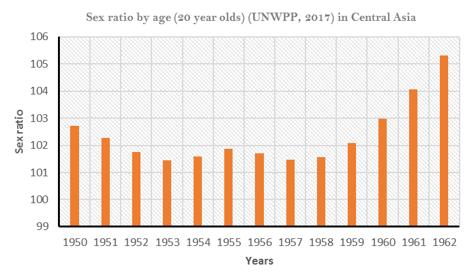 Sex ratio by age (20 year olds) (UNWPP, 2017) in Central Asia
106
105
104
103
102
101
100
99
Sex ratio
1950 1951 1952 1953 1954 1955 1956 1957 1958 1959 1960 1961 1962
Years